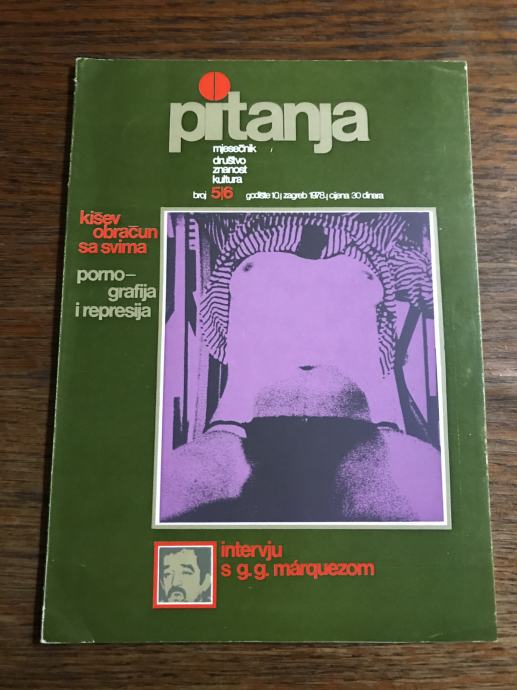 pitanja
mjesečnik
društvo
znanost
kultura
broj 5|6 godište 10 | zagreb 1978. | cijena 30 dinara
kišev
obračun
sa svima
porno-
grafija
i represija
intervju
s g. g. márquezom